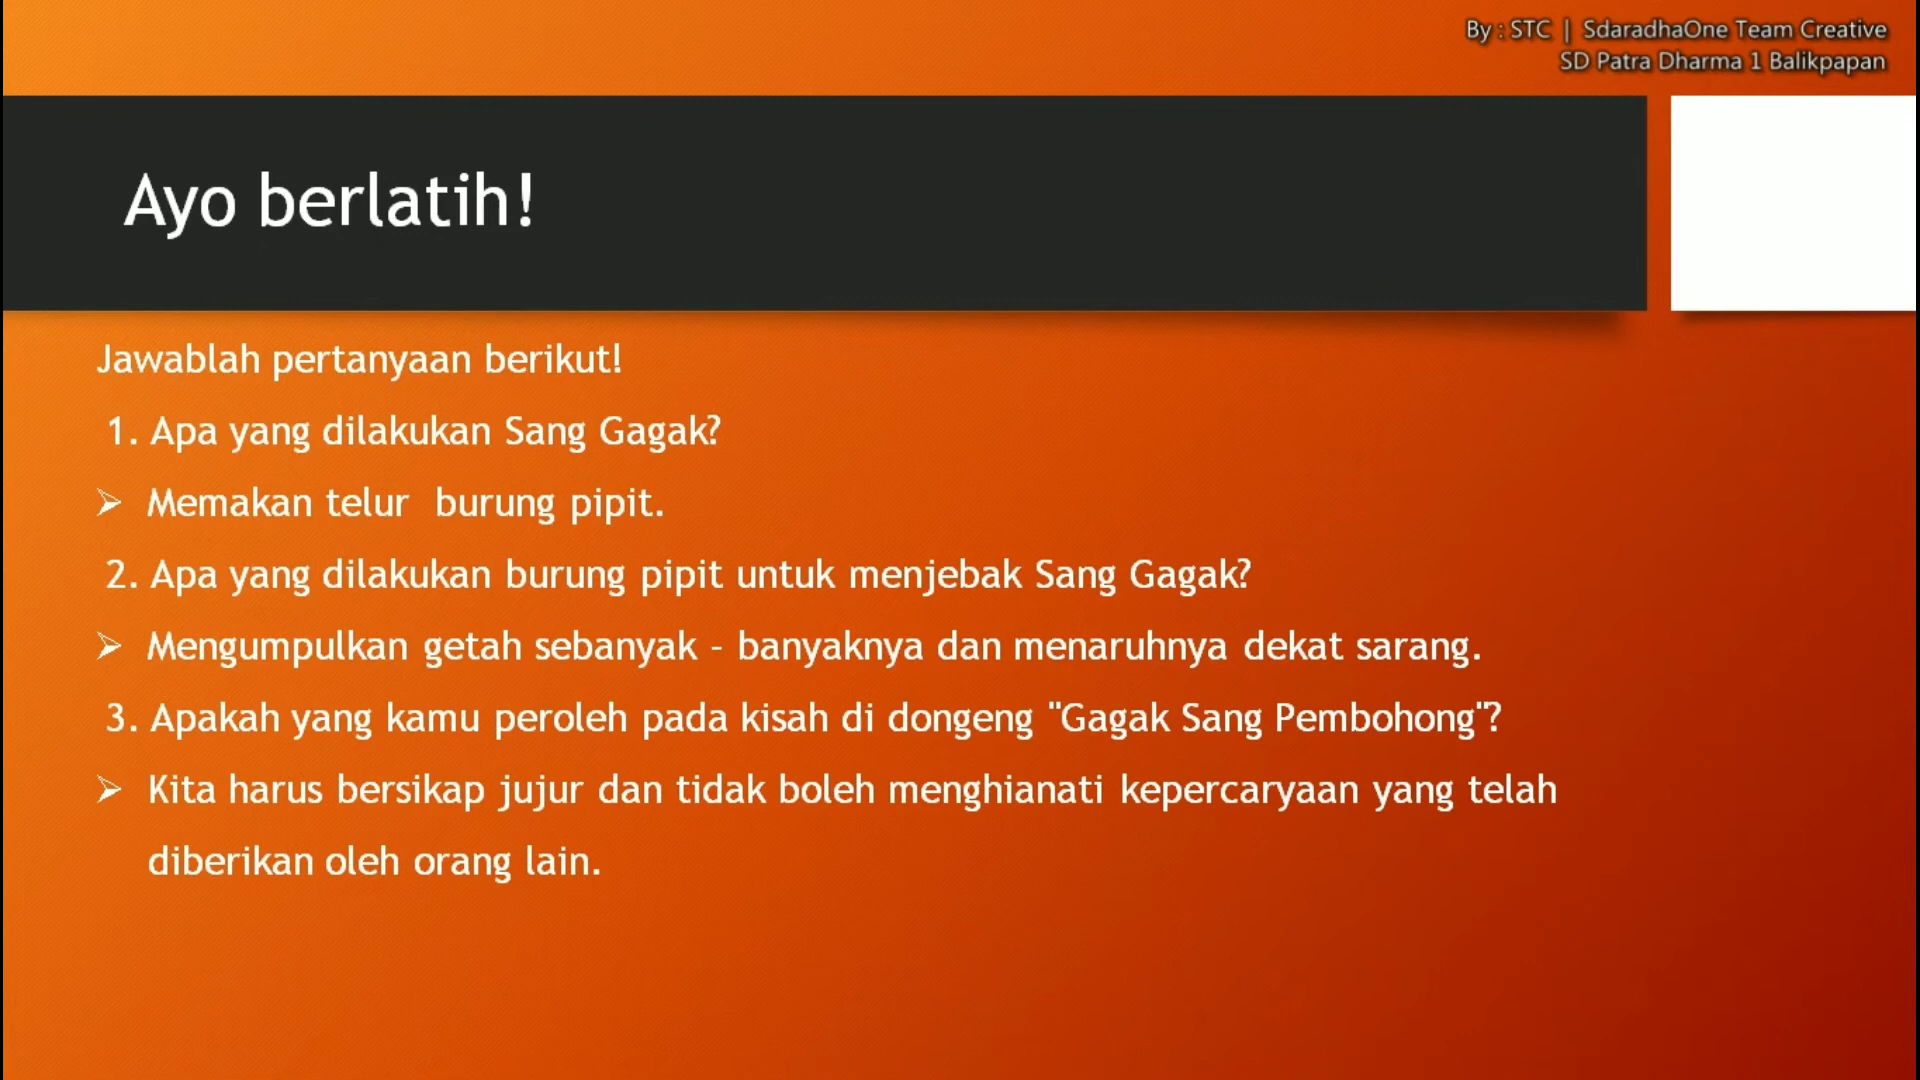 By : STC | SdaradhaOne Team Creative
SD Patra Dharma 1 Balikpapan
Ayo berlatih!
Jawablah pertanyaan berikut!
1. Apa yang dilakukan Sang Gagak?
➢ Memakan telur  burung pipit.
2. Apa yang dilakukan burung pipit untuk menjebak Sang Gagak?
➢ Mengumpulkan getah sebanyak – banyaknya dan menaruhnya dekat sarang.
3. Apakah yang kamu peroleh pada kisah di dongeng "Gagak Sang Pembohong"?
➢ Kita harus bersikap jujur dan tidak boleh menghianati kepercaryaan yang telah
diberikan oleh orang lain.